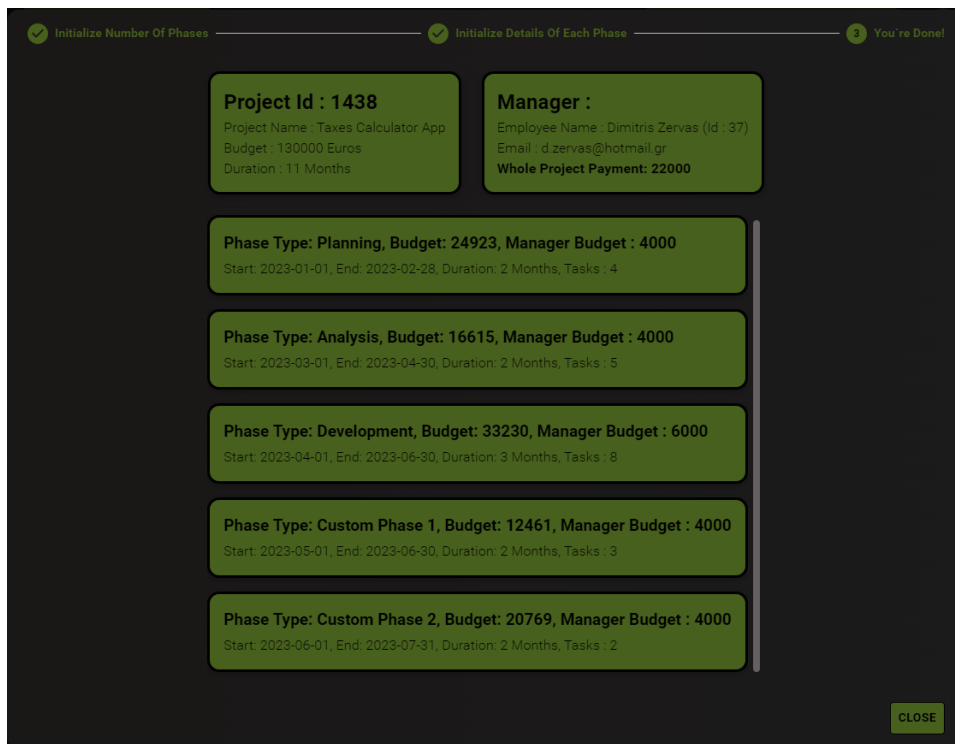 Initialize Number Of Phases
Initialize Details Of Each Phase
3 You're Done!
Project Id : 1438
Project Name : Taxes Calculator App
Budget : 130000 Euros
Duration : 11 Months
Manager :
Employee Name : Dimitris Zervas (Id : 37)
Email : d.zervas@hotmail.gr
Whole Project Payment: 22000
Phase Type: Planning, Budget: 24923, Manager Budget : 4000
Start: 2023-01-01, End: 2023-02-28, Duration: 2 Months, Tasks : 4
Phase Type: Analysis, Budget: 16615, Manager Budget : 4000
Start: 2023-03-01, End: 2023-04-30, Duration: 2 Months, Tasks : 5
Phase Type: Development, Budget: 33230, Manager Budget : 6000
Start: 2023-04-01, End: 2023-06-30, Duration: 3 Months, Tasks : 8
Phase Type: Custom Phase 1, Budget: 12461, Manager Budget : 4000
Start: 2023-05-01, End: 2023-06-30, Duration: 2 Months, Tasks : 3
Phase Type: Custom Phase 2, Budget: 20769, Manager Budget : 4000
Start: 2023-06-01, End: 2023-07-31, Duration: 2 Months, Tasks : 2
CLOSE